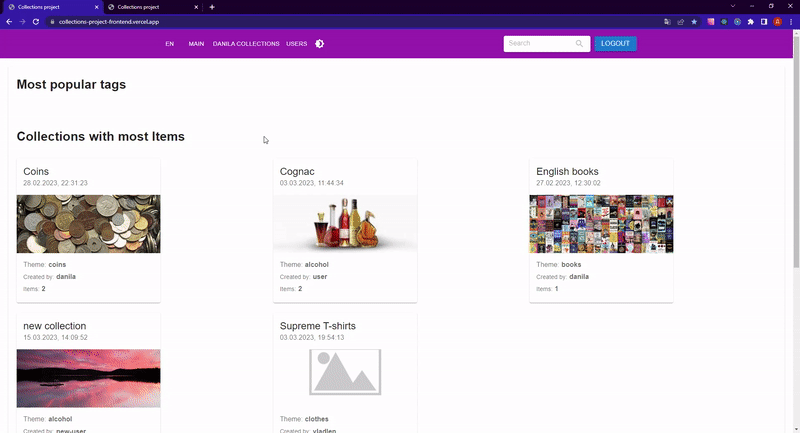 Collections project
Collections project
collections-project-frontend.vercel.app
EN MAIN DANILA COLLECTIONS USERS Search LOGOUT
Most popular tags
Collections with most Items
Coins
28.02.2023, 22:31:23
Theme: coins
Created by: danila
Items: 2
Cognac
03.03.2023, 11:44:34
Theme: alcohol
Created by: user
Items: 2
English books
27.02.2023, 12:30:02
Theme: books
Created by: danila
Items: 1
new collection
15.03.2023, 14:09:52
Theme: alcohol
Created by: new-user
Supreme T-shirts
03.03.2023, 19:54:13
Theme: clothes
Created by: vladlen